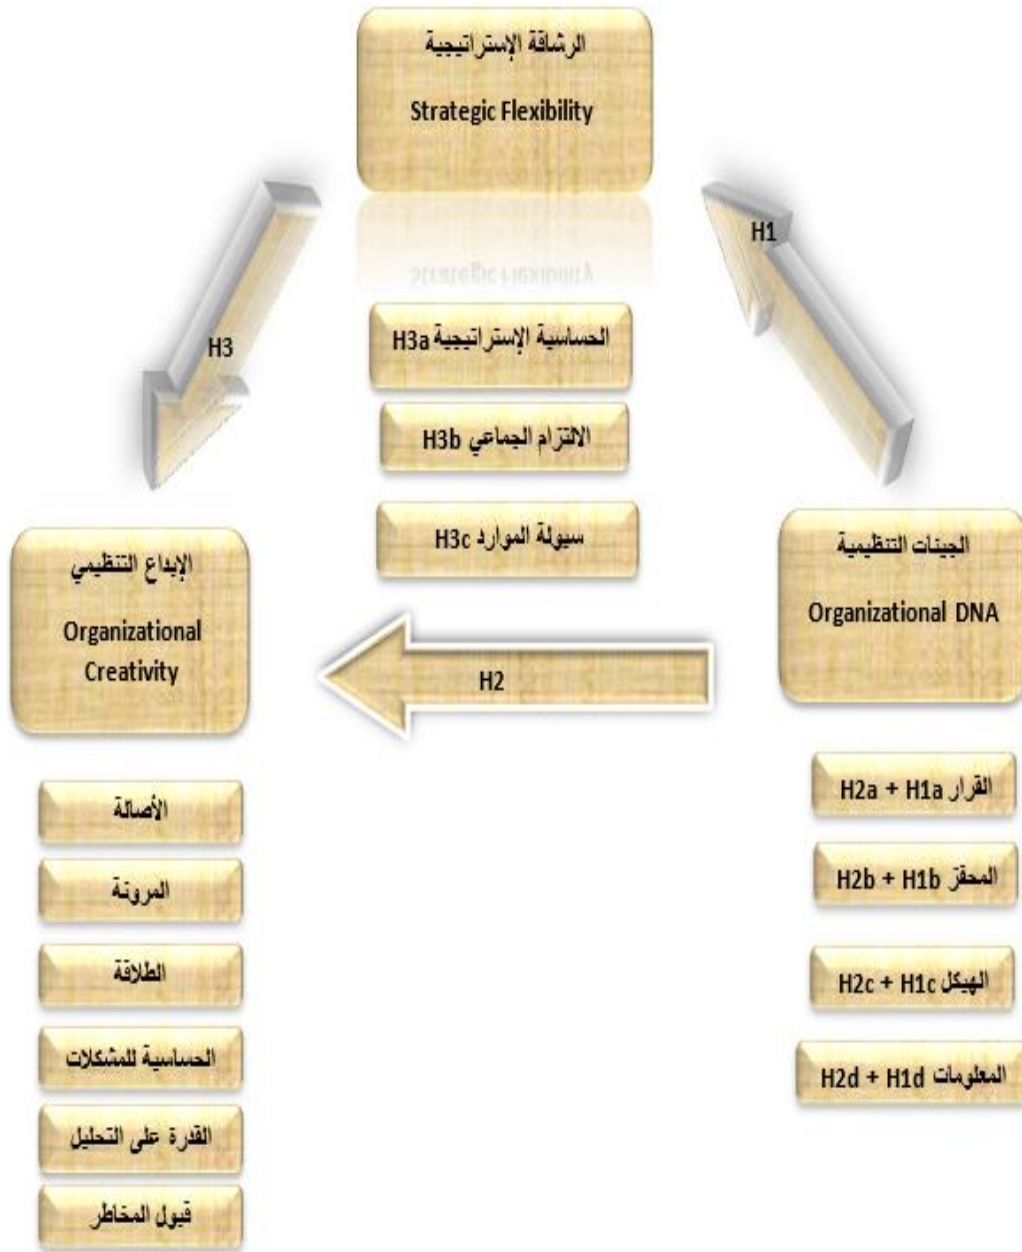 الرشاقة الإستراتيجية
Strategic Flexibility
H1
H3
الحساسية الإستراتيجية H3a
الالتزام الجماعي H3b
سيولة الموارد H3c
الجينات التنظيمية
Organizational DNA
الإبداع التنظيمي
Organizational
Creativity
H2
القرار H2a + H1a
المحفز H2b + H1b
الهيكل H2c + H1c
المعلومات H2d + H1d
الأصالة
المرونة
الطلاقة
الحساسية للمشكلات
القدرة على التحليل
قبول المخاطر